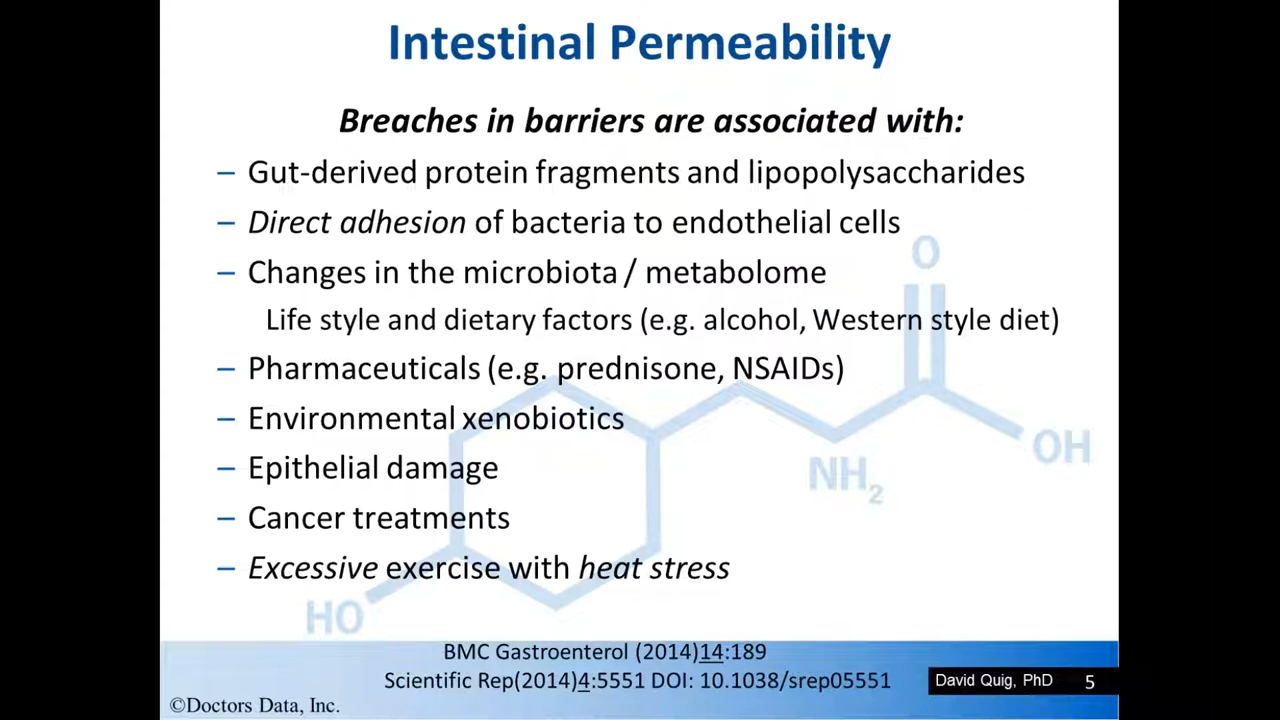 Intestinal Permeability
Breaches in barriers are associated with:
– Gut-derived protein fragments and lipopolysaccharides
– Direct adhesion of bacteria to endothelial cells
– Changes in the microbiota / metabolome
Life style and dietary factors (e.g. alcohol, Western style diet)
– Pharmaceuticals (e.g. prednisone, NSAIDs)
– Environmental xenobiotics
– Epithelial damage
– Cancer treatments
– Excessive exercise with heat stress
O
OH
NH2
HO
BMC Gastroenterol (2014)14:189
Scientific Rep(2014)4:5551 DOI: 10.1038/srep05551
David Quig, PhD 5
©Doctors Data, Inc.